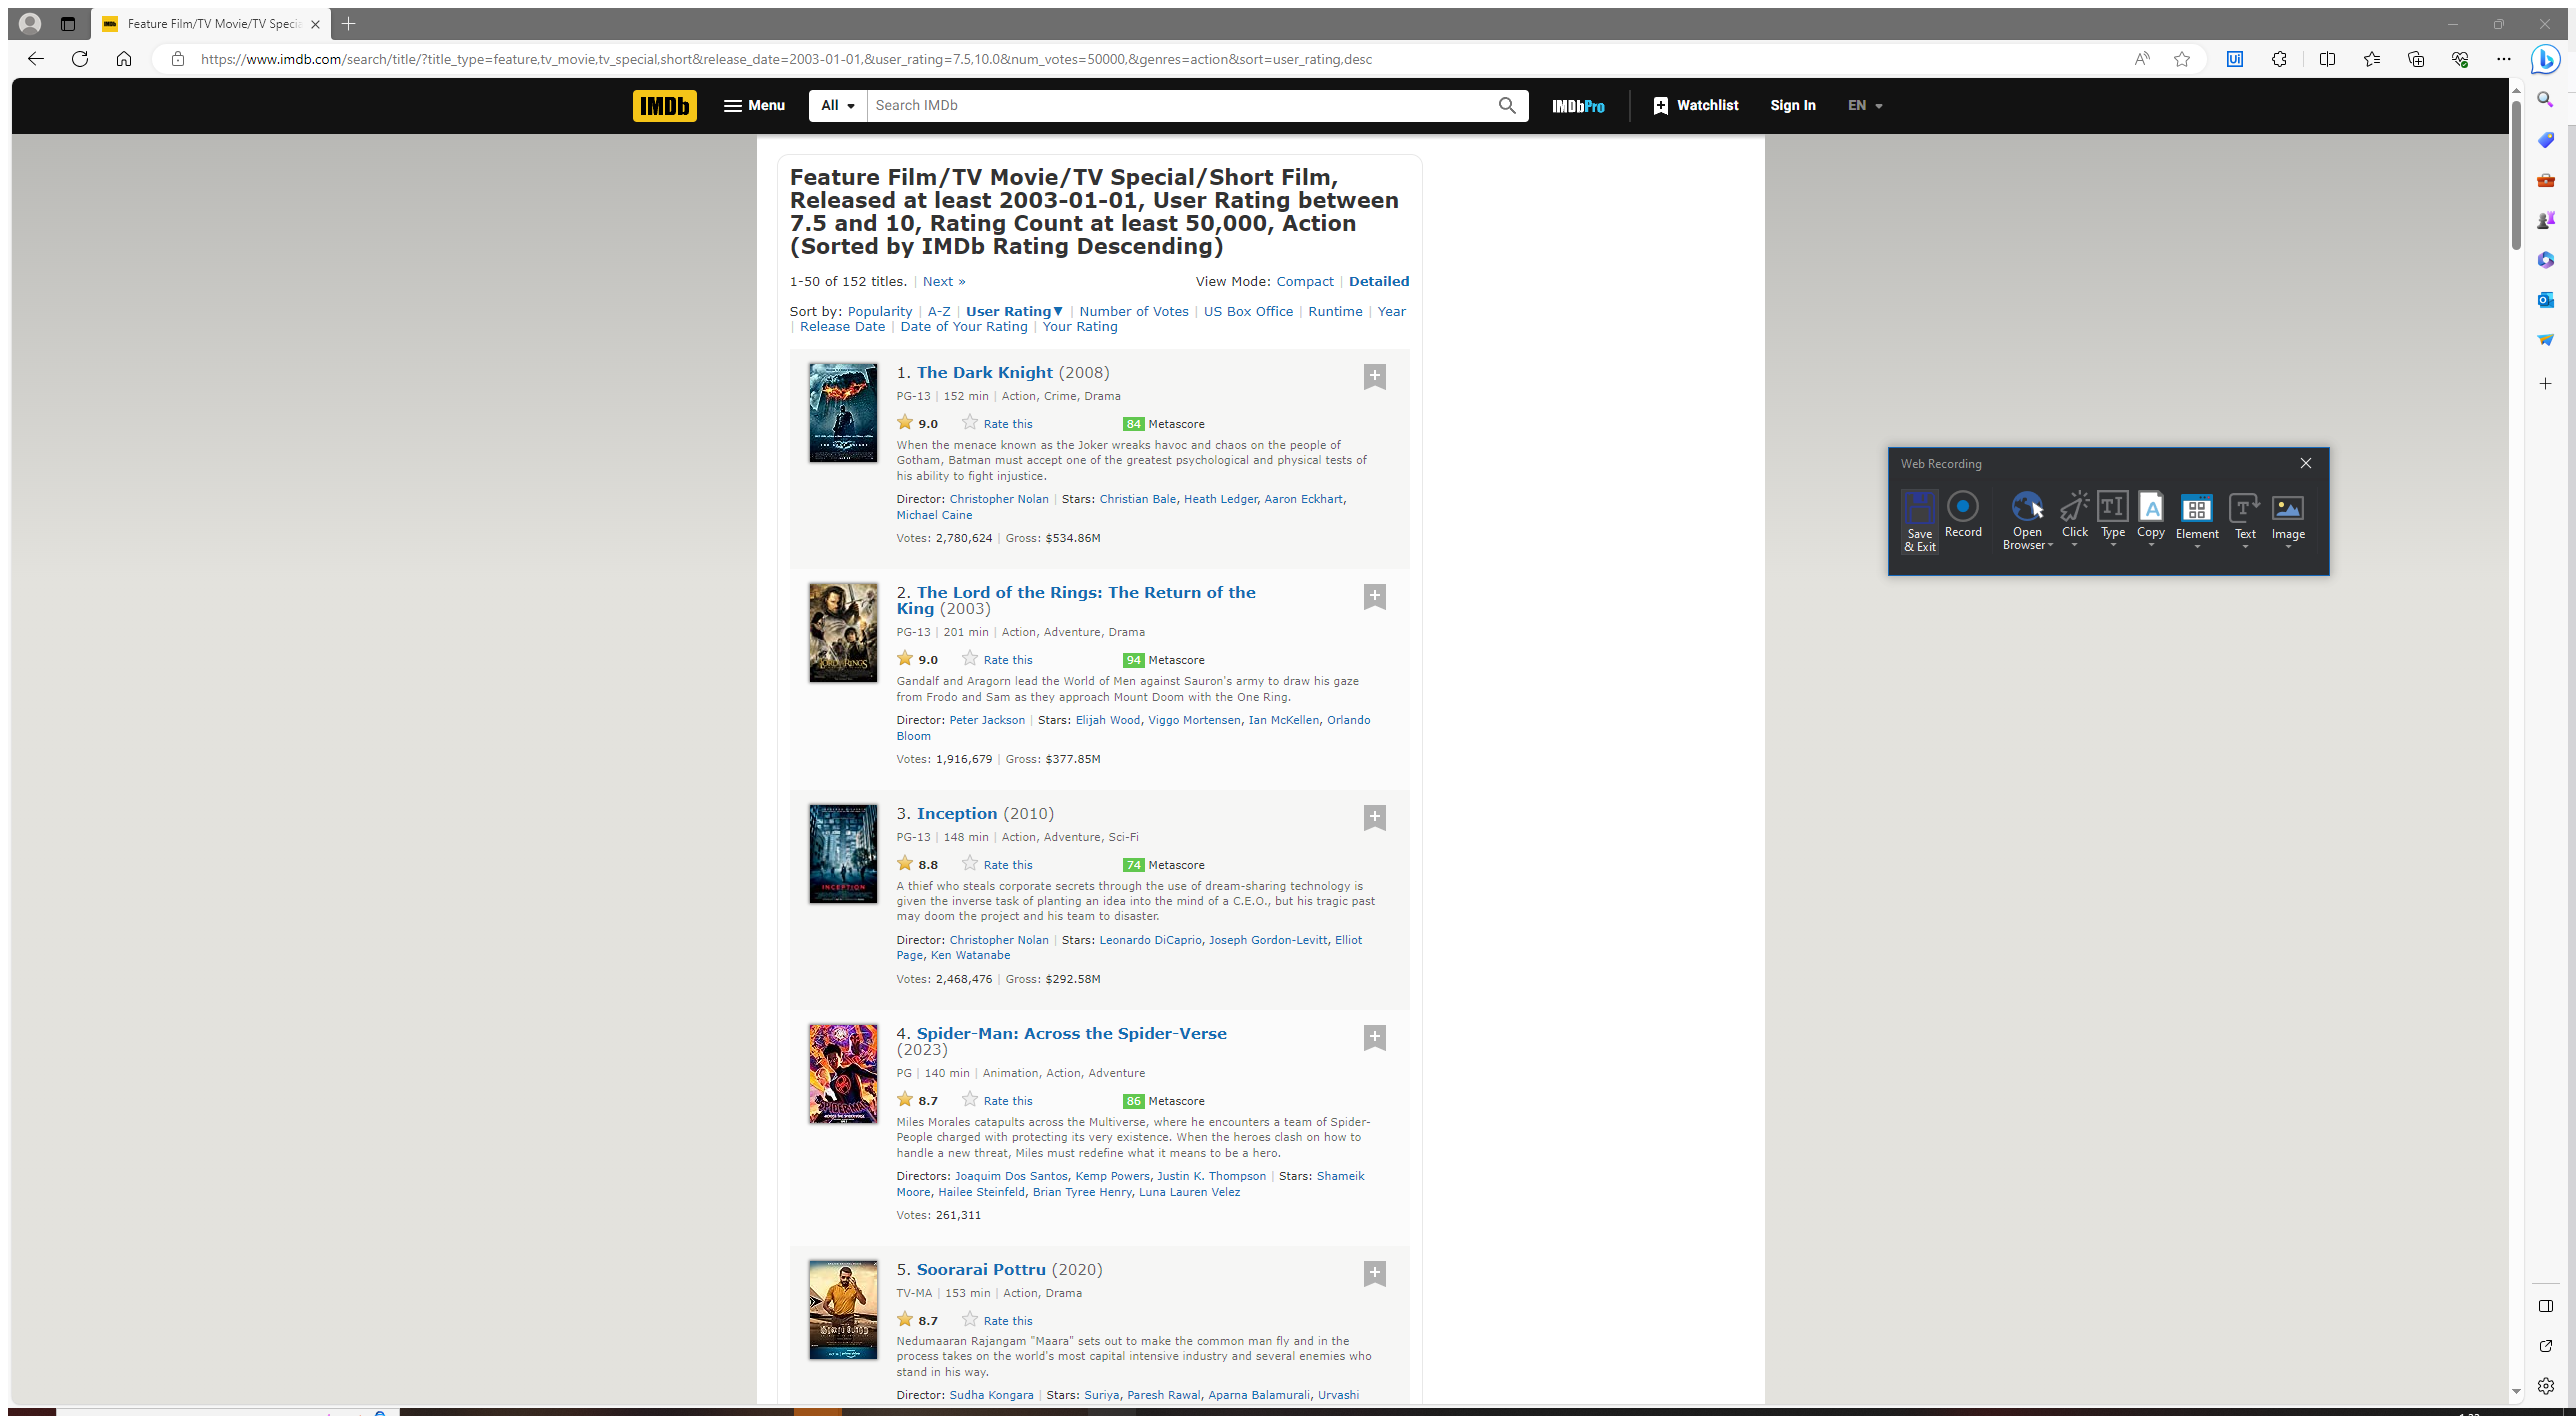 Feature Film/TV Movie/TV Specia
https://www.imdb.com/search/title/?title_type=feature,tv_movie,tv_special,short&release_date=2003-01-01,&user_rating=7.5,10.0&num_votes=50000,&genres=action&sort=user_rating,desc
IMDb Menu All Search IMDb IMDbPro Watchlist Sign In EN
Feature Film/TV Movie/TV Special/Short Film,
Released at least 2003-01-01, User Rating between
7.5 and 10, Rating Count at least 50,000, Action
(Sorted by IMDb Rating Descending)
1-50 of 152 titles. | Next » View Mode: Compact | Detailed
Sort by: Popularity | A-Z | User Rating▼ | Number of Votes | US Box Office | Runtime | Year
| Release Date | Date of Your Rating | Your Rating
1. The Dark Knight (2008)
PG-13 | 152 min | Action, Crime, Drama
9.0 Rate this 84 Metascore
When the menace known as the Joker wreaks havoc and chaos on the people of
Gotham, Batman must accept one of the greatest psychological and physical tests of
his ability to fight injustice.
Director: Christopher Nolan | Stars: Christian Bale, Heath Ledger, Aaron Eckhart,
Michael Caine
Votes: 2,780,624 | Gross: $534.86M
2. The Lord of the Rings: The Return of the
King (2003)
PG-13 | 201 min | Action, Adventure, Drama
9.0 Rate this 94 Metascore
Gandalf and Aragorn lead the World of Men against Sauron's army to draw his gaze
from Frodo and Sam as they approach Mount Doom with the One Ring.
Director: Peter Jackson | Stars: Elijah Wood, Viggo Mortensen, Ian McKellen, Orlando
Bloom
Votes: 1,916,679 | Gross: $377.85M
3. Inception (2010)
PG-13 | 148 min | Action, Adventure, Sci-Fi
8.8 Rate this 74 Metascore
A thief who steals corporate secrets through the use of dream-sharing technology is
given the inverse task of planting an idea into the mind of a C.E.O., but his tragic past
may doom the project and his team to disaster.
Director: Christopher Nolan | Stars: Leonardo DiCaprio, Joseph Gordon-Levitt, Elliot
Page, Ken Watanabe
Votes: 2,468,476 | Gross: $292.58M
INCEPTION
4. Spider-Man: Across the Spider-Verse
(2023)
PG | 140 min | Animation, Action, Adventure
8.7 Rate this 86 Metascore
Miles Morales catapults across the Multiverse, where he encounters a team of Spider-
People charged with protecting its very existence. When the heroes clash on how to
handle a new threat, Miles must redefine what it means to be a hero.
Directors: Joaquim Dos Santos, Kemp Powers, Justin K. Thompson | Stars: Shameik
Moore, Hailee Steinfeld, Brian Tyree Henry, Luna Lauren Velez
Votes: 261,311
5. Soorarai Pottru (2020)
TV-MA | 153 min | Action, Drama
8.7 Rate this
Nedumaaran Rajangam "Maara" sets out to make the common man fly and in the
process takes on the world's most capital intensive industry and several enemies who
stand in his way.
Director: Sudha Kongara | Stars: Suriya, Paresh Rawal, Aparna Balamurali, Urvashi
Web Recording
Save & Exit
Record
Open Browser
Click
Type
Copy
Element
Text
Image